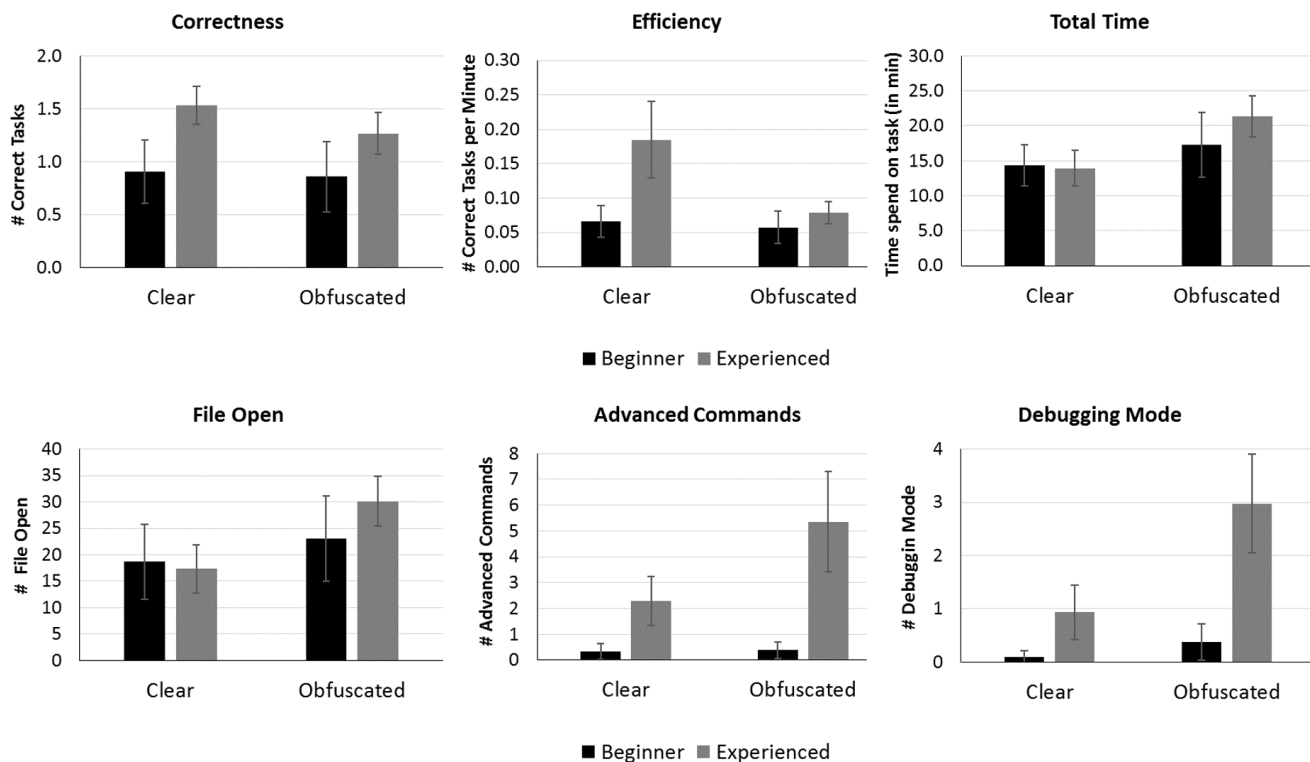 Correctness
# Correct Tasks
2.0
1.5
1.0
0.5
0.0
Clear
Obfuscated
Efficiency
# Correct Tasks per Minute
0.30
0.25
0.20
0.15
0.10
0.05
0.00
Clear
Obfuscated
Total Time
Time spend on task (in min)
30.0
25.0
20.0
15.0
10.0
5.0
0.0
Clear
Obfuscated
Beginner Experienced
File Open
# File Open
40
35
30
25
20
15
10
5
0
Clear
Obfuscated
Advanced Commands
# Advanced Commands
8
7
6
5
4
3
2
1
0
Clear
Obfuscated
Debugging Mode
# Debuggin Mode
4
3
2
1
0
Clear
Obfuscated
Beginner Experienced